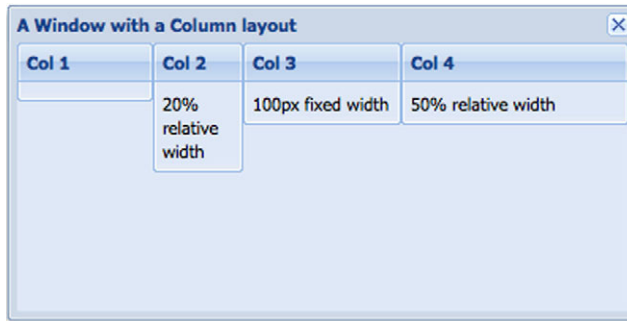 A Window with a Column layout
Col 1
Col 2
Col 3
Col 4
20%
relative
width
100px fixed width
50% relative width